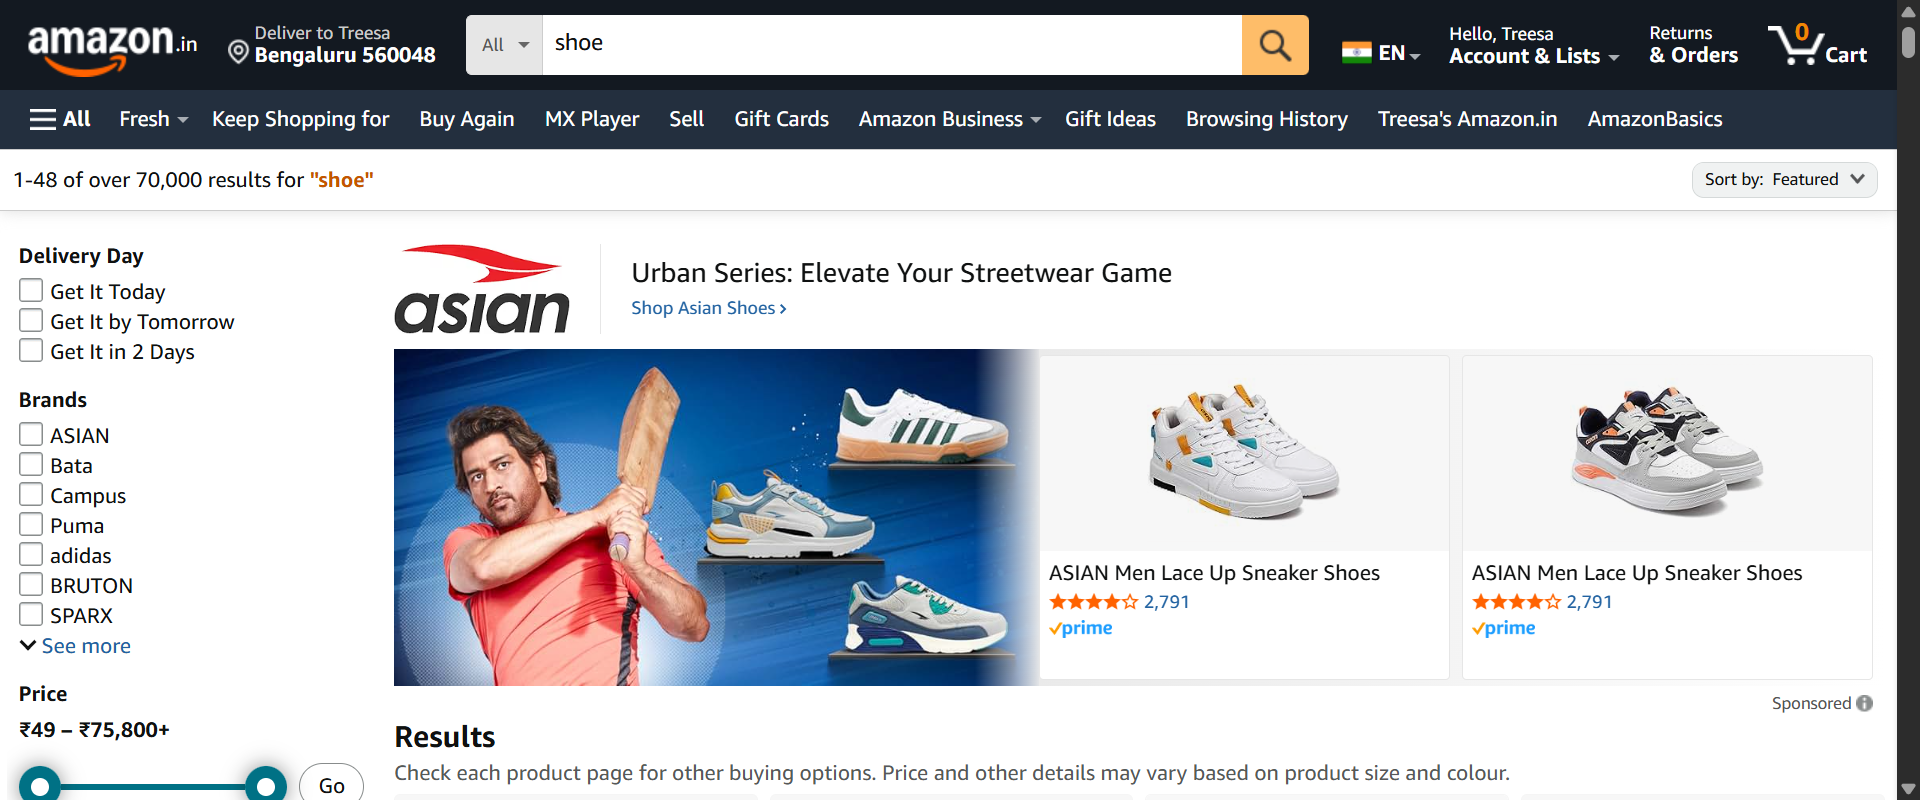 amazon.in
Deliver to Treesa
Bengaluru 560048
All
shoe
EN
Hello, Treesa
Account & Lists
Returns
& Orders
0
Cart
All
Fresh
Keep Shopping for
Buy Again
MX Player
Sell
Gift Cards
Amazon Business
Gift Ideas
Browsing History
Treesa's Amazon.in
AmazonBasics
1-48 of over 70,000 results for "shoe"
Sort by: Featured
Delivery Day
Get It Today
Get It by Tomorrow
Get It in 2 Days
Brands
ASIAN
Bata
Campus
Puma
adidas
BRUTON
SPARX
See more
Price
₹49 – ₹75,800+
Go
asian
Urban Series: Elevate Your Streetwear Game
Shop Asian Shoes ›
ASIAN Men Lace Up Sneaker Shoes
2,791
prime
ASIAN Men Lace Up Sneaker Shoes
2,791
prime
Sponsored
Results
Check each product page for other buying options. Price and other details may vary based on product size and colour.